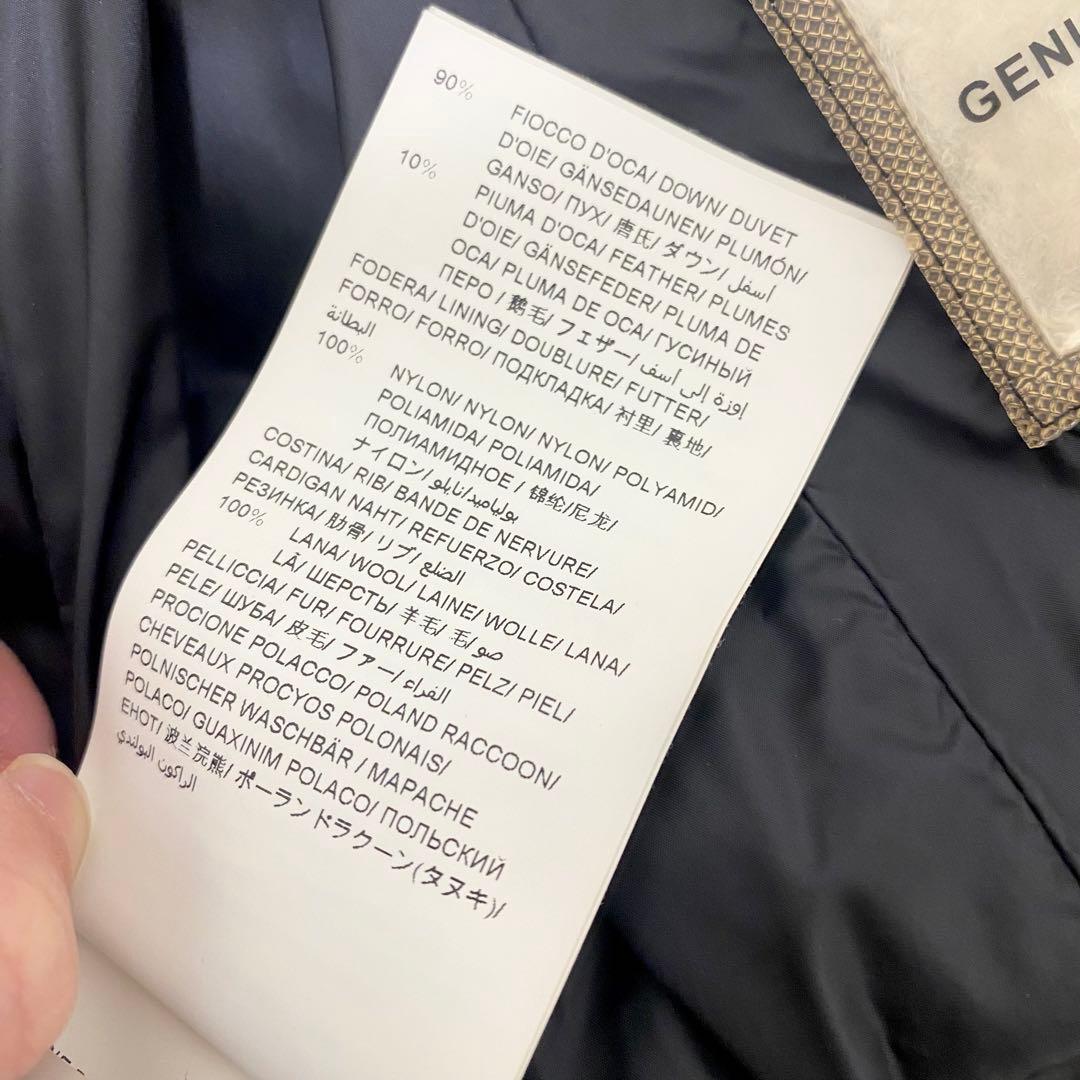 90%
FIOCCO D'OCA/ DOWN/ DUVET
D'OIE/ GÄNSEDAUNEN/ PLUMÓN/
GANSO/ ПУХ/ 唐氏/ ダウン/ أسفل
10%
PIUMA D'OCA/ FEATHER/ PLUMES
D'OIE/ GÄNSEFEDER/ PLUMA DE
OCA/ PLUMA DE OCA/ ГУСИНЫЙ
ПЕРО / 鹅毛/ フェザー/ اوزة إلى أسف
FODERA/ LINING/ DOUBLURE/ FUTTER/
FORRO/ FORRO/ ПОДКЛАДКА/ 衬里/ 裏地/
البطانة
100%
NYLON/ NYLON/ NYLON/ POLYAMID/
POLIAMIDA/ POLIAMIDA/
ПОЛИАМИДНОЕ / 锦纶/尼龙/
ナイロン/ بولياميد/نايلو
COSTINA/ RIB/ BANDE DE NERVURE/
CARDIGAN NAHT/ REFUERZO/ COSTELA/
РЕЗИНКА/ 肋骨/ リブ/ الضلع
100%
LANA/ WOOL/ LAINE/ WOLLE/ LANA/
LÃ/ ШЕРСТЬ/ 羊毛/ 毛/ صو
PELLICCIA/ FUR/ FOURRURE/ PELZ/ PIEL/
PELE/ ШУБА/ 皮毛/ ファー/ الفراء
PROCIONE POLACCO/ POLAND RACCOON/
CHEVEAUX PROCYOS POLONAIS/
POLNISCHER WASCHBÄR / MAPACHE
POLACO/ GUAXINIM POLACO/ ПОЛЬСКИЙ
ЕНОТ/ 波兰浣熊/ ポーランドラクーン(タヌキ)/
الراكون البولندي